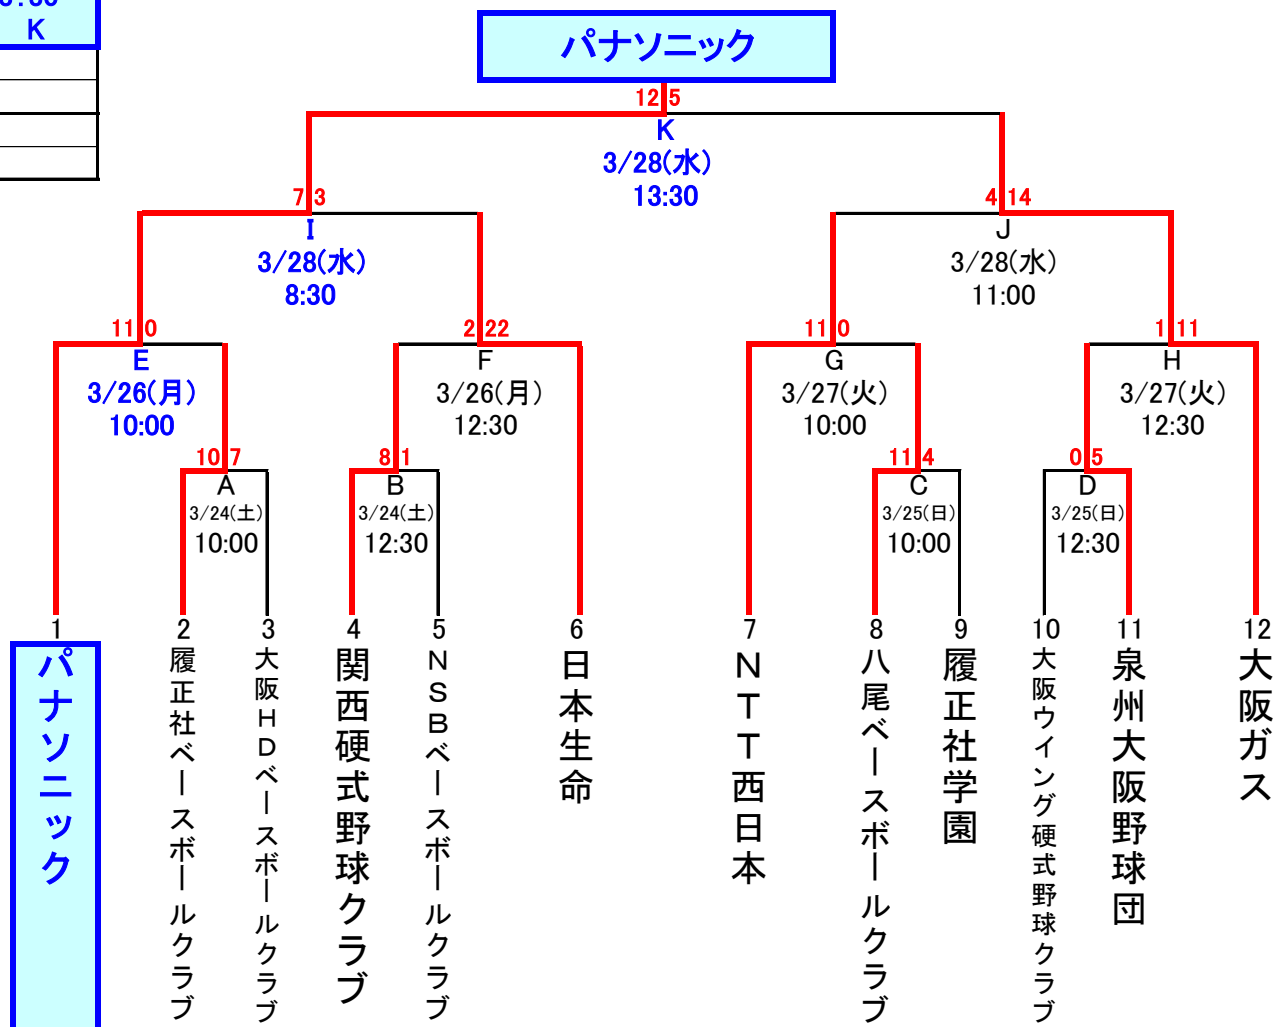 K
パナソニック
12 5
K
3/28(水)
13:30
7 3
I
3/28(水)
8:30
4 14
J
3/28(水)
11:00
11 0
E
3/26(月)
10:00
2 22
F
3/26(月)
12:30
11 0
G
3/27(火)
10:00
1 11
H
3/27(火)
12:30
10 7
A
3/24(土)
10:00
8 1
B
3/24(土)
12:30
11 4
C
3/25(日)
10:00
0 5
D
3/25(日)
12:30
1
パナソニック
2
履正社ベースボールクラブ
3
大阪HDベースボールクラブ
4
関西硬式野球クラブ
5
NSBベースボールクラブ
6
日本生命
7
NTT西日本
8
八尾ベースボールクラブ
9
履正社学園
10
大阪ウイング硬式野球クラブ
11
泉州大阪野球団
12
大阪ガス